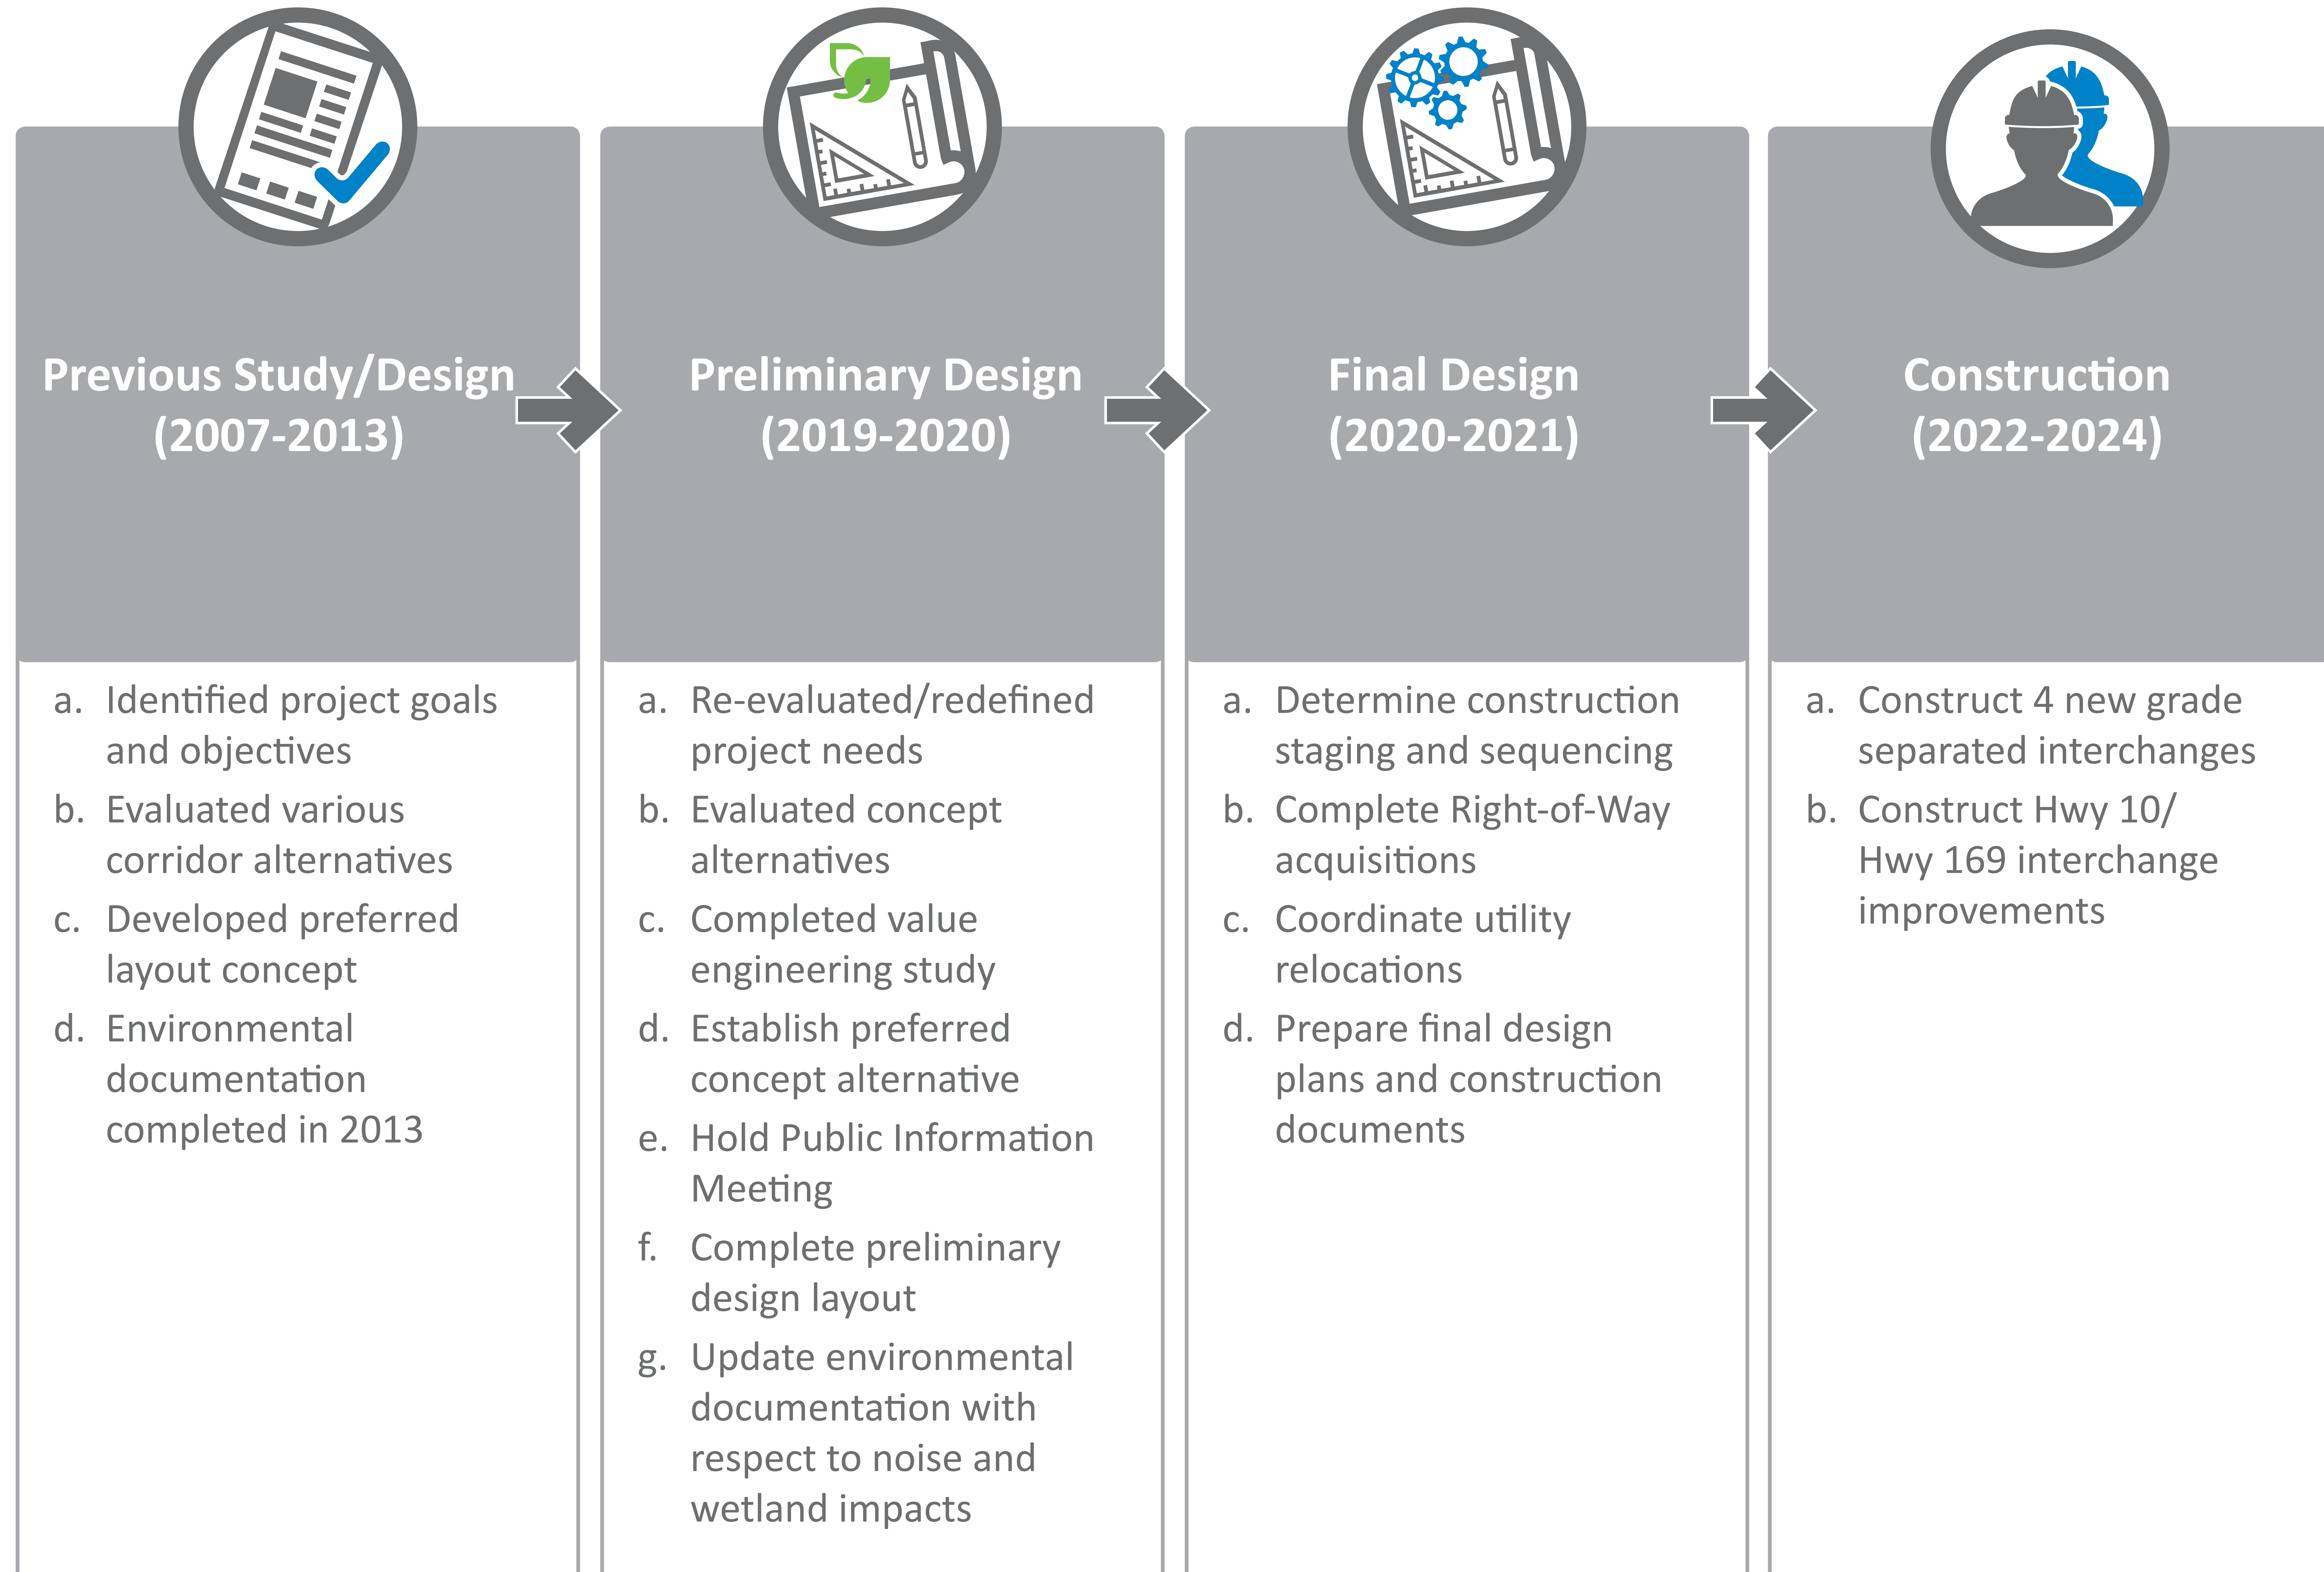 Previous Study/Design
(2007-2013)
a. Identified project goals
and objectives
b. Evaluated various
corridor alternatives
c. Developed preferred
layout concept
d. Environmental
documentation
completed in 2013
Preliminary Design
(2019-2020)
a. Re-evaluated/redefined
project needs
b. Evaluated concept
alternatives
c. Completed value
engineering study
d. Establish preferred
concept alternative
e. Hold Public Information
Meeting
f. Complete preliminary
design layout
g. Update environmental
documentation with
respect to noise and
wetland impacts
Final Design
(2020-2021)
a. Determine construction
staging and sequencing
b. Complete Right-of-Way
acquisitions
c. Coordinate utility
relocations
d. Prepare final design
plans and construction
documents
Construction
(2022-2024)
a. Construct 4 new grade
separated interchanges
b. Construct Hwy 10/
Hwy 169 interchange
improvements